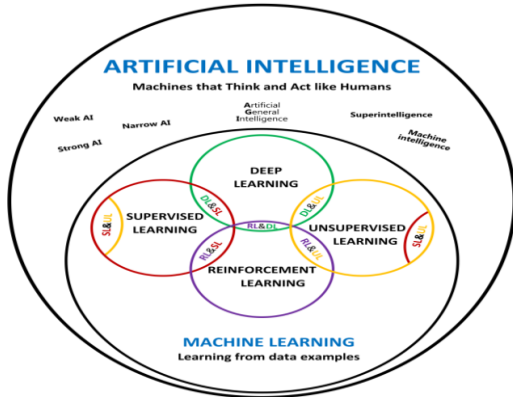 ARTIFICIAL INTELLIGENCE
Machines that Think and Act like Humans
Weak AI
Strong AI
Narrow AI
Artificial
General
Intelligence
Superintelligence
Machine
intelligence
DEEP
LEARNING
DL&SL
DL&UL
SL&UL
SUPERVISED
LEARNING
RL&DL
UNSUPERVISED
LEARNING
SL&UL
RL&SL
RL&UL
REINFORCEMENT
LEARNING
MACHINE LEARNING
Learning from data examples